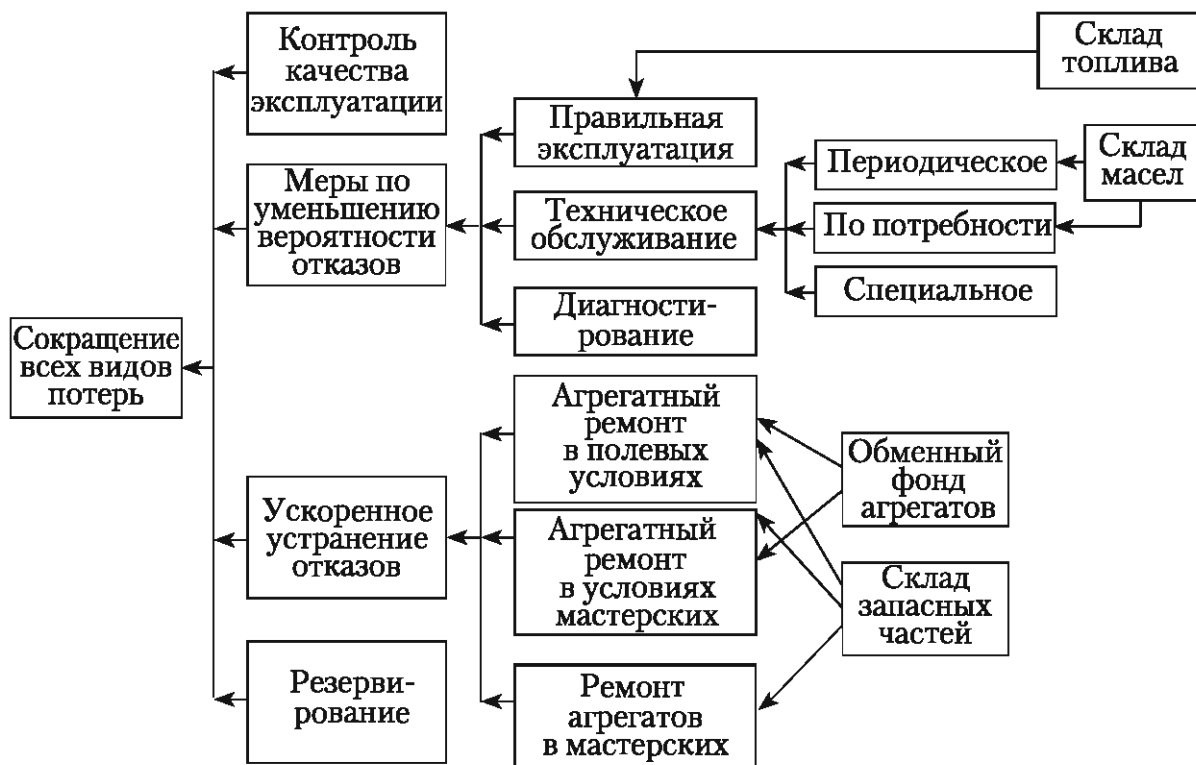 Контроль
качества
эксплуатации
Склад
топлива
Правильная
эксплуатация
Периодическое
Склад
масел
Меры по
уменьшению
вероятности
отказов
Техническое
обслуживание
По потребности
Специальное
Диагности-
рование
Сокращение
всех видов
потерь
Агрегатный
ремонт
в полевых
условиях
Обменный
фонд
агрегатов
Ускоренное
устранение
отказов
Агрегатный
ремонт
в условиях
мастерских
Склад
запасных
частей
Резерви-
рование
Ремонт
агрегатов
в мастерских